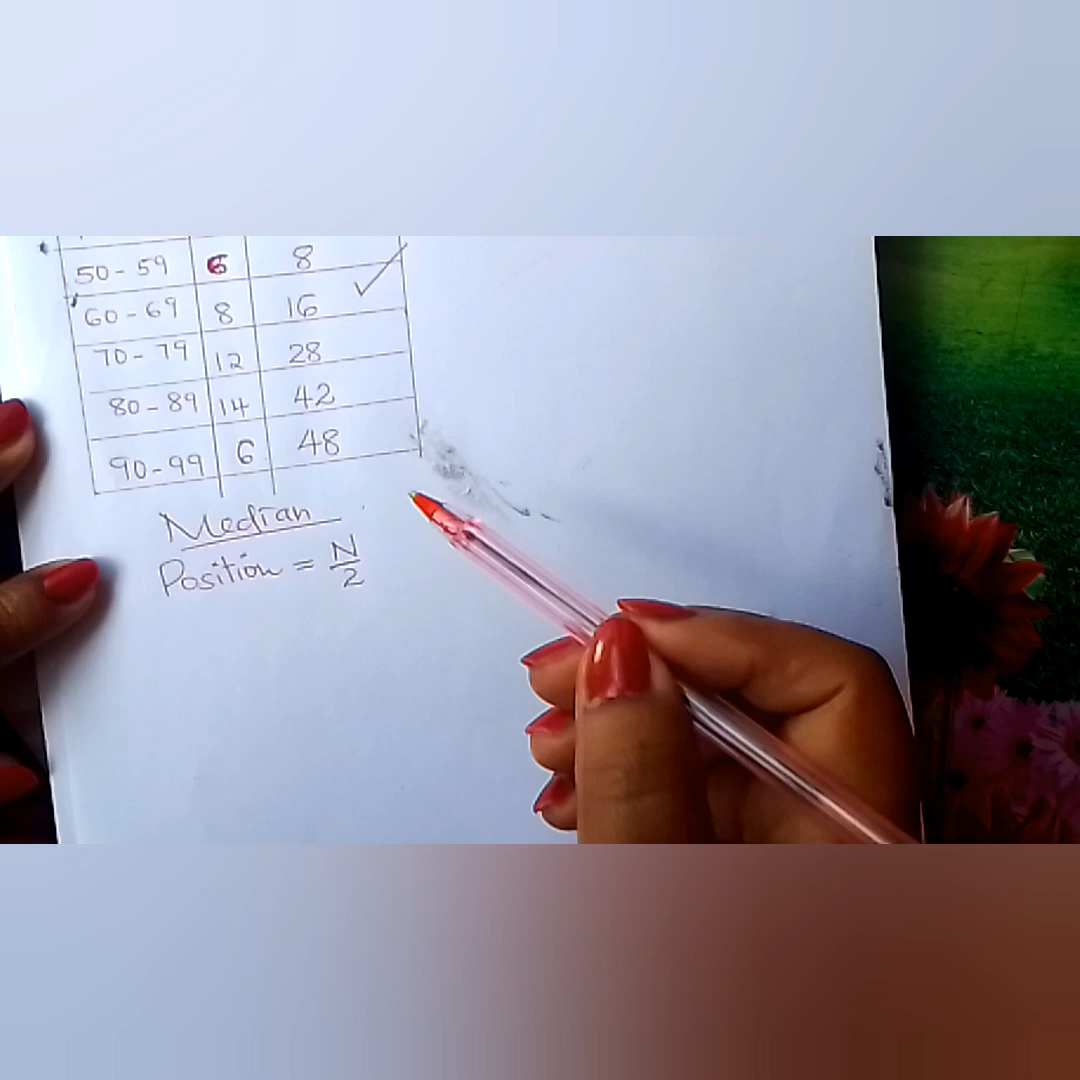 50 - 59 6 8
60 - 69 8 16
70 - 79 12 28
80 - 89 14 42
90 - 99 6 48
Median
Position = N/2